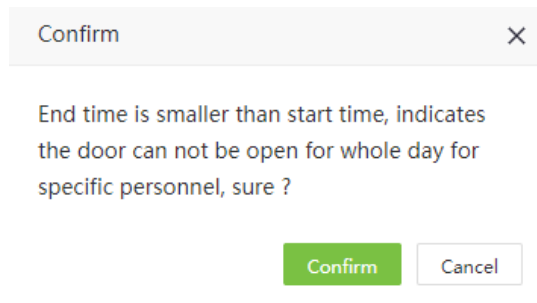 Confirm
End time is smaller than start time, indicates
the door can not be open for whole day for
specific personnel, sure ?
Confirm Cancel